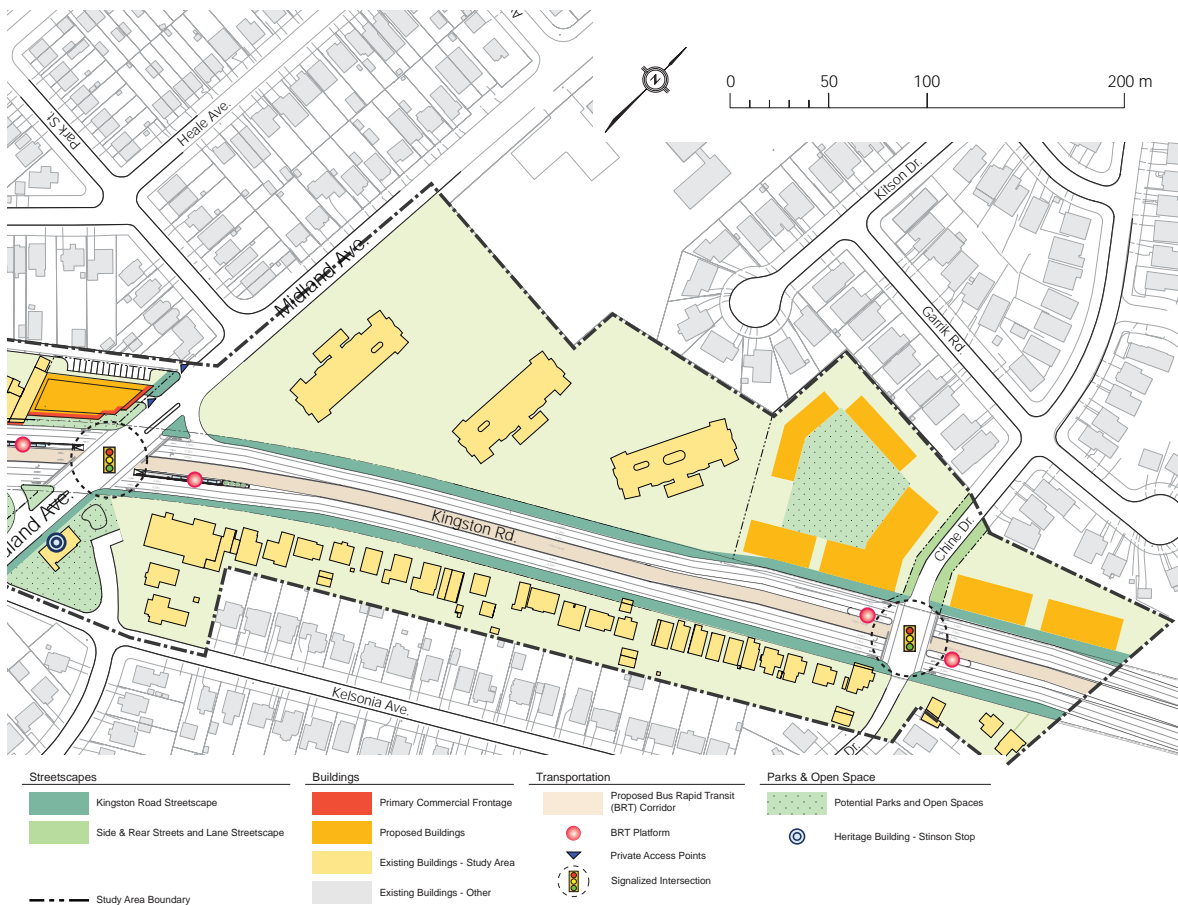 Park St.
Heale Ave.
A
N
0 50 100 200 m
Kitson Dr.
Midland Ave.
Garrik Rd.
Kingston Rd.
dland Ave.
Chine Dr.
Kelsonia Ave.
Dr.
Streetscapes
Kingston Road Streetscape
Side & Rear Streets and Lane Streetscape
Study Area Boundary
Buildings
Primary Commercial Frontage
Proposed Buildings
Existing Buildings - Study Area
Existing Buildings - Other
Transportation
Proposed Bus Rapid Transit
(BRT) Corridor
BRT Platform
Private Access Points
Signalized Intersection
Parks & Open Space
Potential Parks and Open Spaces
Heritage Building - Stinson Stop